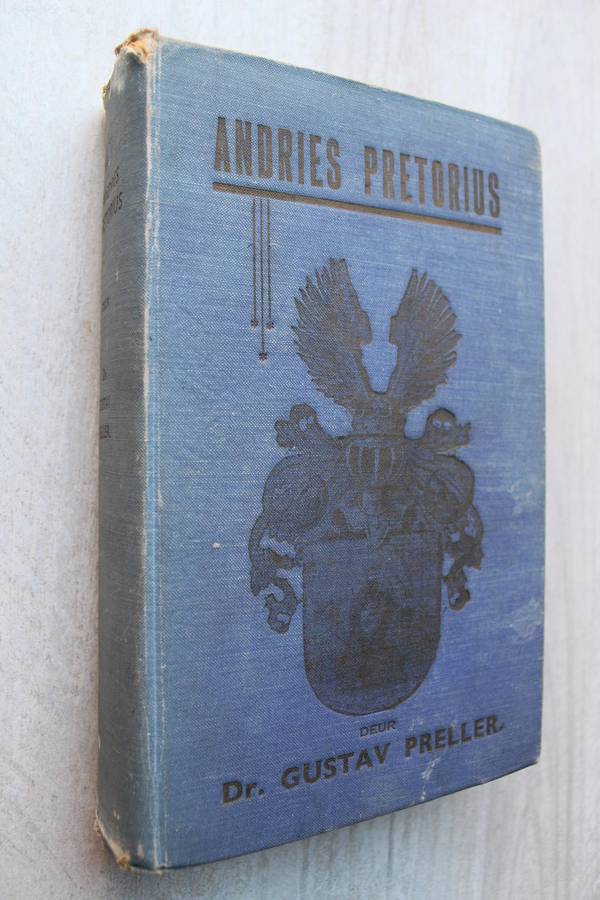 ANDRIES PRETORIUS
DEUR
Dr. GUSTAV PRELLER.